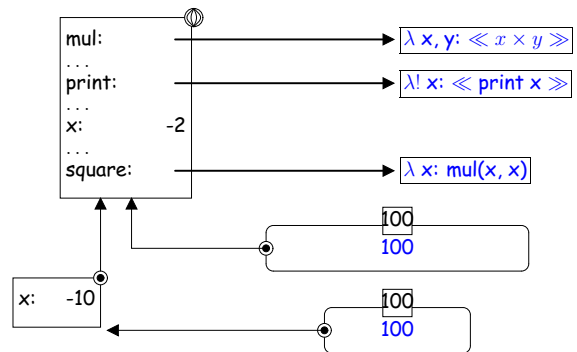 mul: λ x, y: ≪ x × y ≫
. . .
print: λ! x: ≪ print x ≫
. . .
x: -2
. . .
square: λ x: mul(x, x)
100
100
x: -10
100
100